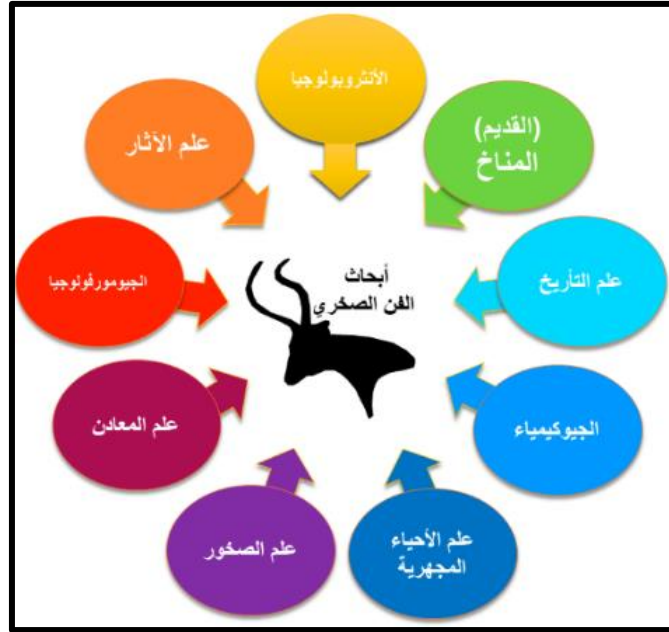 الأنثروبولوجيا
(القديم)
المناخ
علم الآثار
علم التأريخ
الجيومورفولوجيا
أبحاث
الفن الصخري
الجيوكيمياء
علم المعادن
علم الأحياء
المجهرية
علم الصخور